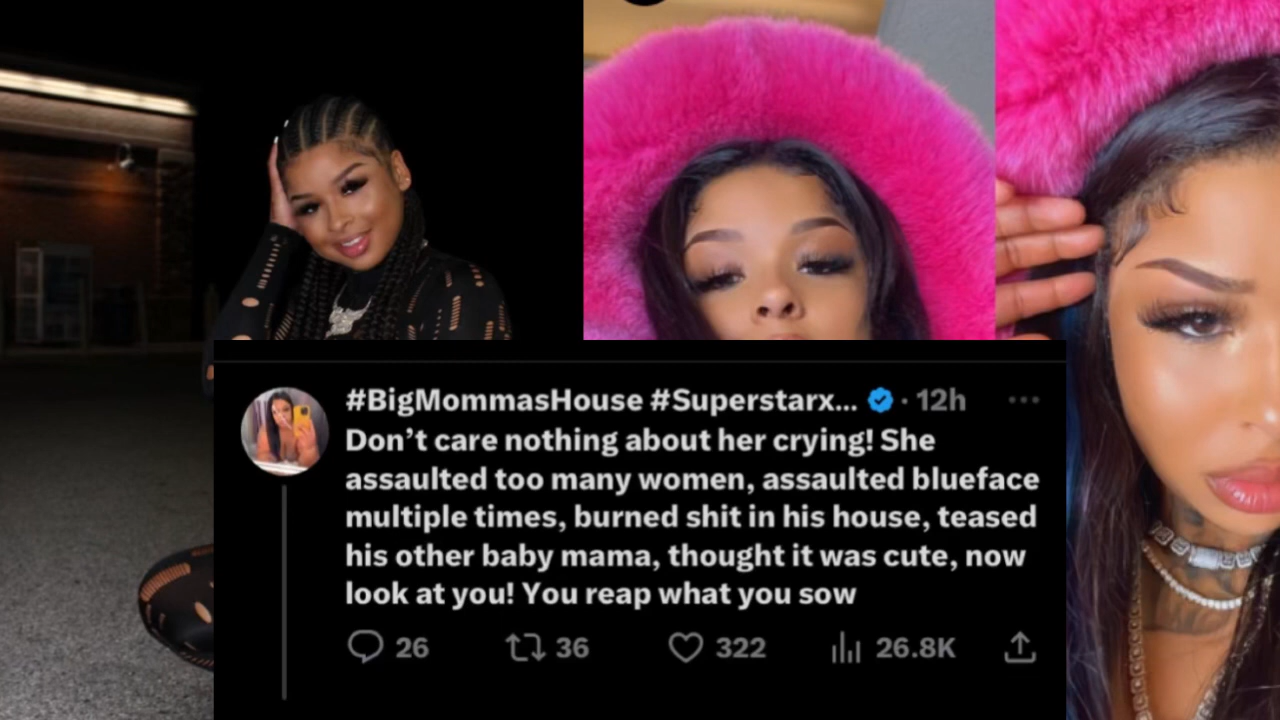 #BigMommasHouse #Superstarx... · 12h
Don’t care nothing about her crying! She
assaulted too many women, assaulted blueface
multiple times, burned shit in his house, teased
his other baby mama, thought it was cute, now
look at you! You reap what you sow
26 36 322 26.8K